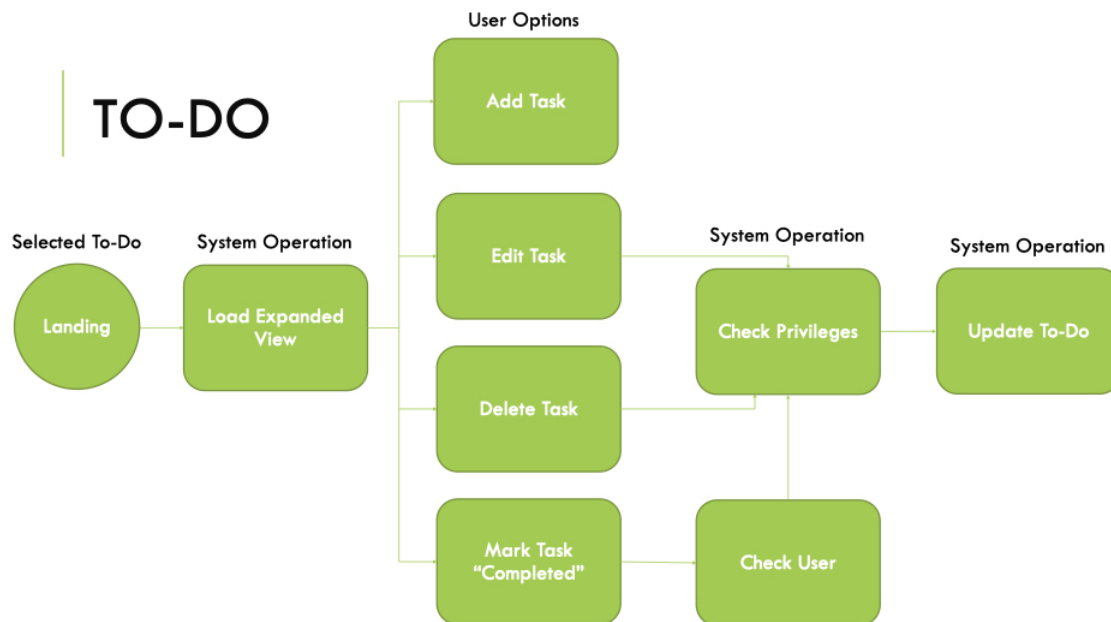 User Options
TO-DO
Add Task
Selected To-Do
System Operation
Edit Task
System Operation
System Operation
Landing
Load Expanded
View
Check Privileges
Update To-Do
Delete Task
Mark Task
“Completed”
Check User